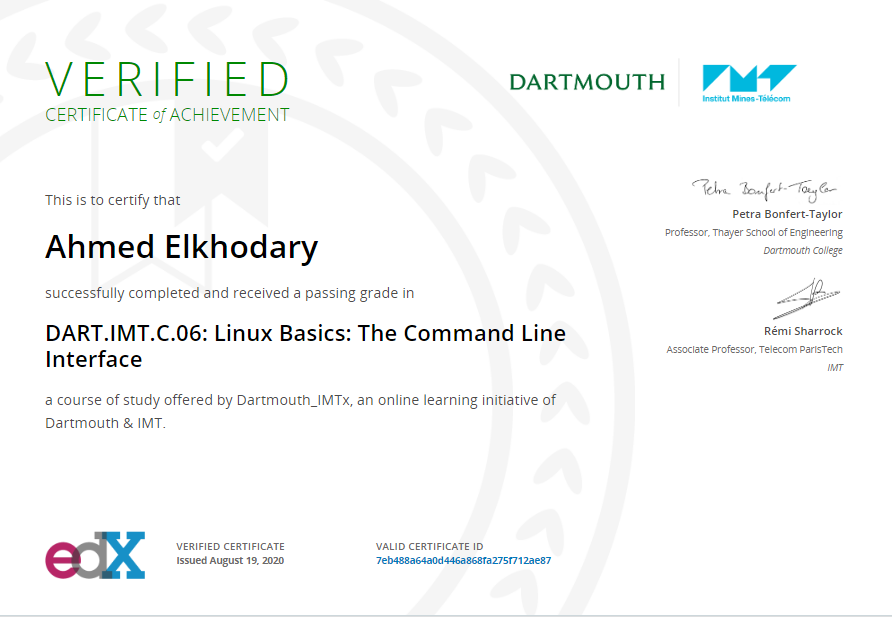 VERIFIED
CERTIFICATE of ACHIEVEMENT
DARTMOUTH
Institut Mines-Télécom
This is to certify that
Ahmed Elkhodary
successfully completed and received a passing grade in
DART.IMT.C.06: Linux Basics: The Command Line
Interface
a course of study offered by Dartmouth_IMTx, an online learning initiative of
Dartmouth & IMT.
Petra Bonfert-Taylor
Petra Bonfert-Taylor
Professor, Thayer School of Engineering
Dartmouth College
Rémi Sharrock
Associate Professor, Telecom ParisTech
IMT
edX
VERIFIED CERTIFICATE
Issued August 19, 2020
VALID CERTIFICATE ID
7eb488a64a0d446a868fa275f712ae87